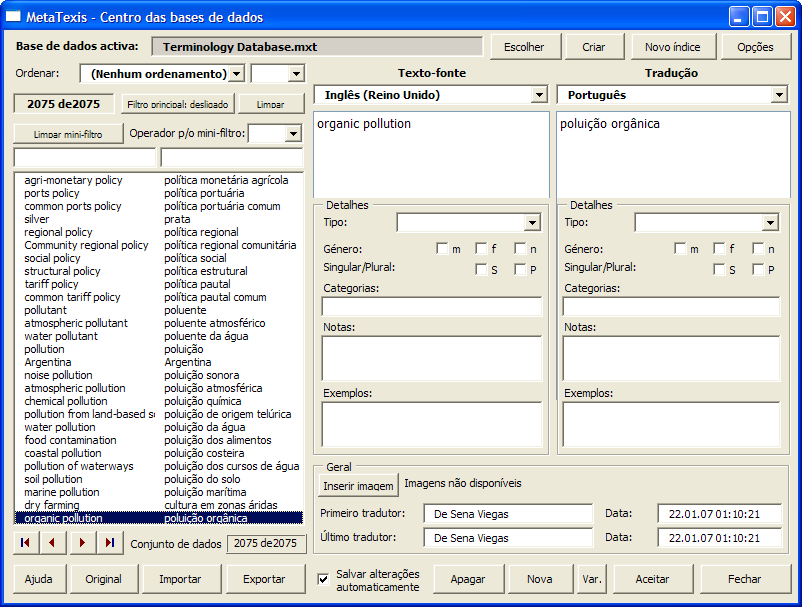 MetaTexis - Centro das bases de dados
Base de dados activa: Terminology Database.mxt Escolher Criar Novo índice Opções
Ordenar: (Nenhum ordenamento)
2075 de2075 Filtro principal: desligado Limpar
Limpar mini-filtro Operador p/o mini-filtro:
agri-monetary policy política monetária agrícola
ports policy política portuária
common ports policy política portuária comum
silver prata
regional policy política regional
Community regional policy política regional comunitária
social policy política social
structural policy política estrutural
tariff policy política pautal
common tariff policy política pautal comum
pollutant poluente
atmospheric pollutant poluente atmosférico
water pollutant poluente da água
pollution poluição
Argentina Argentina
noise pollution poluição sonora
atmospheric pollution poluição atmosférica
chemical pollution poluição química
pollution from land-based s poluição de origem telúrica
water pollution poluição da água
food contamination poluição dos alimentos
coastal pollution poluição costeira
pollution of waterways poluição dos cursos de água
soil pollution poluição do solo
marine pollution poluição marítima
dry farming cultura em zonas áridas
organic pollution poluição orgânica
Conjunto de dados 2075 de2075
Texto-fonte
Inglês (Reino Unido)
organic pollution
Detalhes
Tipo:
Género: m f n
Singular/Plural: S P
Categorias:
Notas:
Exemplos:
Tradução
Português
poluição orgânica
Detalhes
Tipo:
Género: m f n
Singular/Plural: S P
Categorias:
Notas:
Exemplos:
Geral
Inserir imagem Imagens não disponíveis
Primeiro tradutor: De Sena Viegas Data: 22.01.07 01:10:21
Último tradutor: De Sena Viegas Data: 22.01.07 01:10:21
Ajuda Original Importar Exportar Salvar alterações
automaticamente Apagar Nova Var. Aceitar Fechar